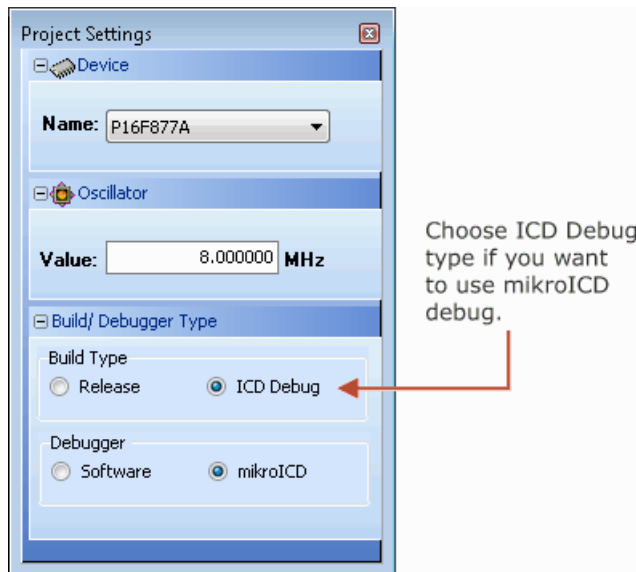 Project Settings
Device
Name: P16F877A
Oscillator
Value: 8.000000 MHz
Build/ Debugger Type
Build Type
Release ICD Debug
Debugger
Software mikroICD
Choose ICD Debug
type if you want
to use mikroICD
debug.